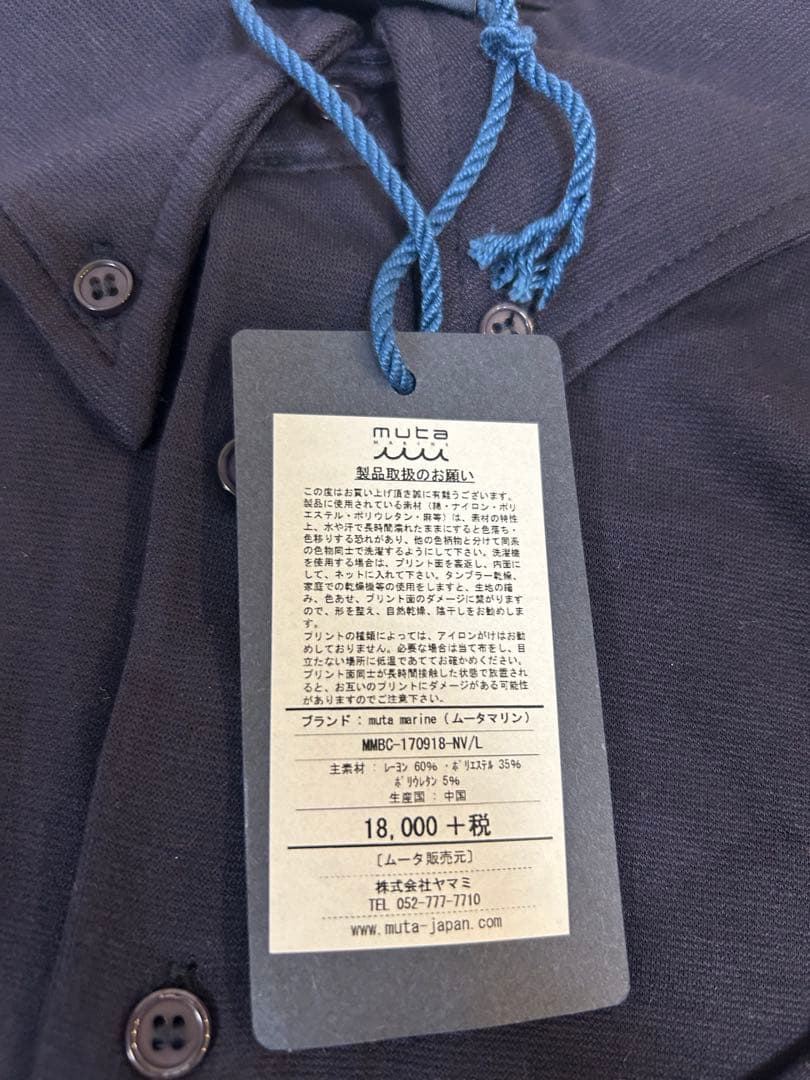 muta
MARINE
製品取扱のお願い
この度はお買い上げ頂き誠に有難うございます。
製品に使用されている素材（綿・ナイロン・ポリ
エステル・ポリウレタン・麻等）は、素材の特性
上、水や汗で長時間濡れたままにすると色落ち・
色移りする恐れがあり、他の色柄物と分けて同系
の色物同士で洗濯するようにして下さい。洗濯機
を使用する場合は、プリント面を裏返し、内面に
して、ネットに入れて下さい。タンブラー乾燥、
家庭での乾燥機等の使用をしますと、生地の縮
み、色あせ、プリント面のダメージに繋がります
ので、形を整え、自然乾燥、陰干しをお勧めしま
す。
プリントの種類によっては、アイロンがけはお勧
めしておりません。必要な場合は当て布をし、目
立たない場所に低温であててお確かめください。
プリント面同士が長時間接触した状態で放置され
ると、お互いのプリントにダメージがある可能性
がありますのでご注意下さい。
ブランド：muta marine（ムータマリン）
MMBC-170918-NV/L
主素材：ﾚｰﾖﾝ 60%・ﾎﾟﾘｴｽﾃﾙ 35%
ﾎﾟﾘｳﾚﾀﾝ 5%
生産国：中国
18,000＋税
［ムータ販売元］
株式会社ヤマミ
TEL 052-777-7710
www.muta-japan.com